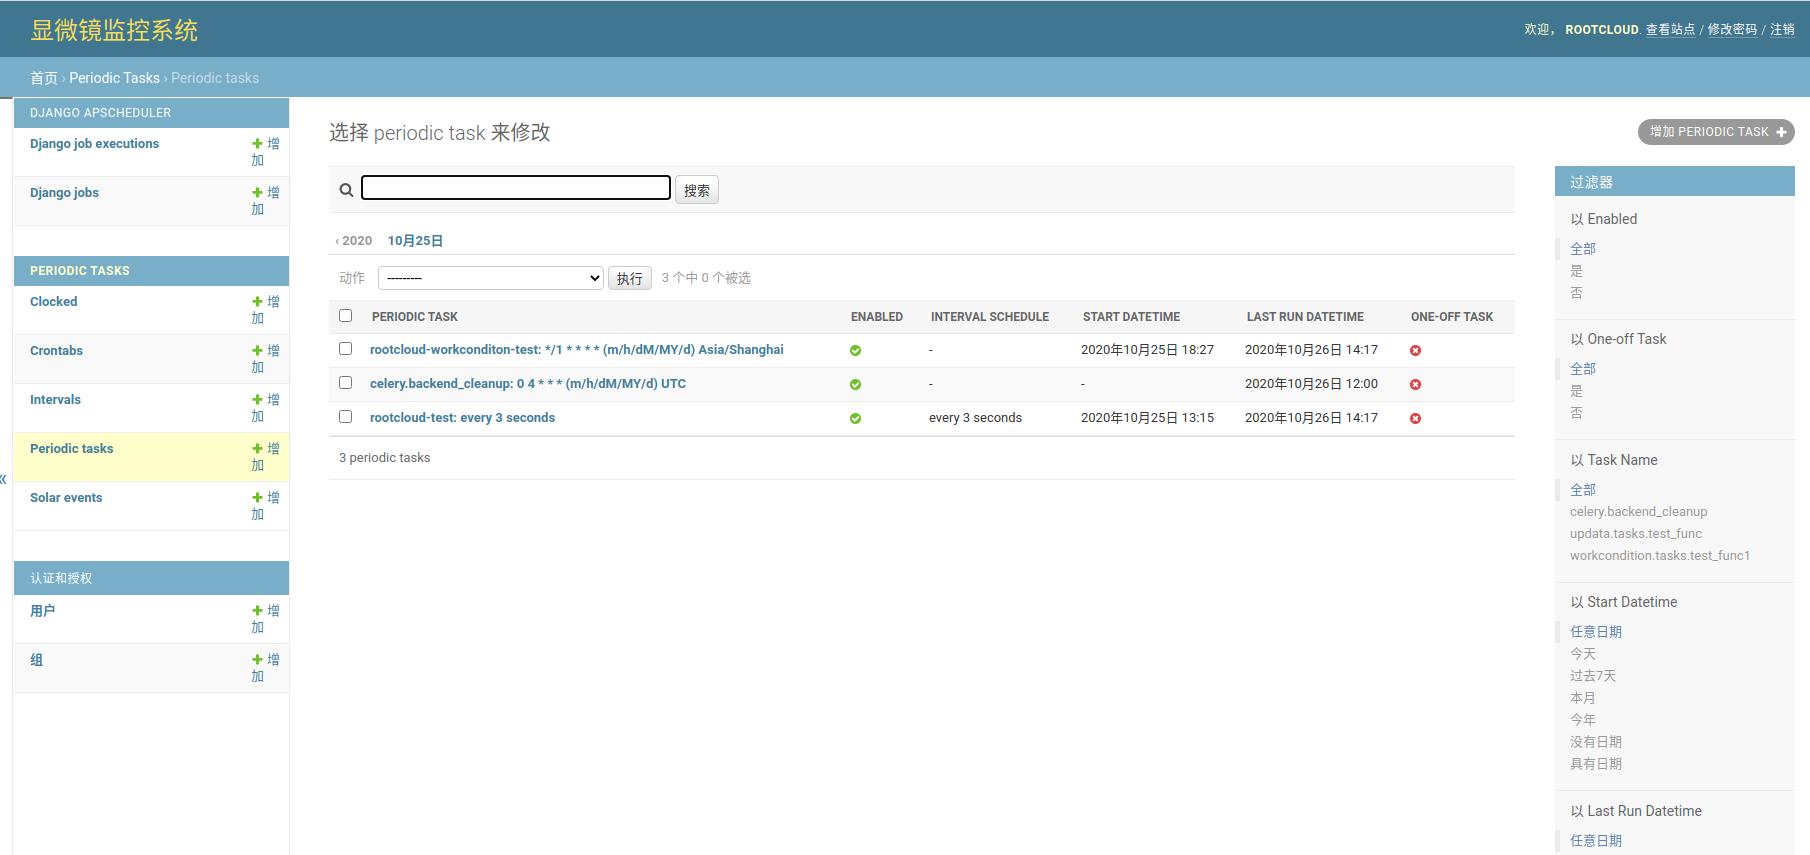 显微镜监控系统
欢迎， ROOTCLOUD. 查看站点 / 修改密码 / 注销
首页 › Periodic Tasks › Periodic tasks
«
DJANGO APSCHEDULER
Django job executions
增
加
Django jobs
增
加
PERIODIC TASKS
Clocked
增
加
Crontabs
增
加
Intervals
增
加
Periodic tasks
增
加
Solar events
增
加
认证和授权
用户
增
加
组
增
加
选择 periodic task 来修改
增加 PERIODIC TASK
搜索
‹ 2020 10月25日
动作 --------- 执行 3 个中 0 个被选
PERIODIC TASK ENABLED INTERVAL SCHEDULE START DATETIME LAST RUN DATETIME ONE-OFF TASK
rootcloud-workconditon-test: */1 * * * * (m/h/dM/MY/d) Asia/Shanghai - 2020年10月25日 18:27 2020年10月26日 14:17
celery.backend_cleanup: 0 4 * * * (m/h/dM/MY/d) UTC - - 2020年10月26日 12:00
rootcloud-test: every 3 seconds every 3 seconds 2020年10月25日 13:15 2020年10月26日 14:17
3 periodic tasks
过滤器
以 Enabled
全部
是
否
以 One-off Task
全部
是
否
以 Task Name
全部
celery.backend_cleanup
updata.tasks.test_func
workcondition.tasks.test_func1
以 Start Datetime
任意日期
今天
过去7天
本月
今年
没有日期
具有日期
以 Last Run Datetime
任意日期